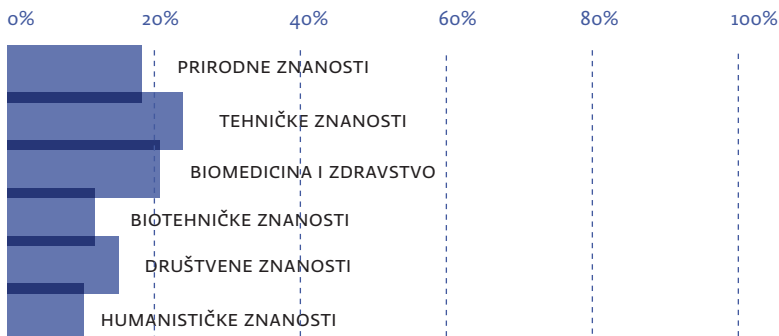 0% 20% 40% 60% 80% 100%
PRIRODNE ZNANOSTI
TEHNIČKE ZNANOSTI
BIOMEDICINA I ZDRAVSTVO
BIOTEHNIČKE ZNANOSTI
DRUŠTVENE ZNANOSTI
HUMANISTIČKE ZNANOSTI